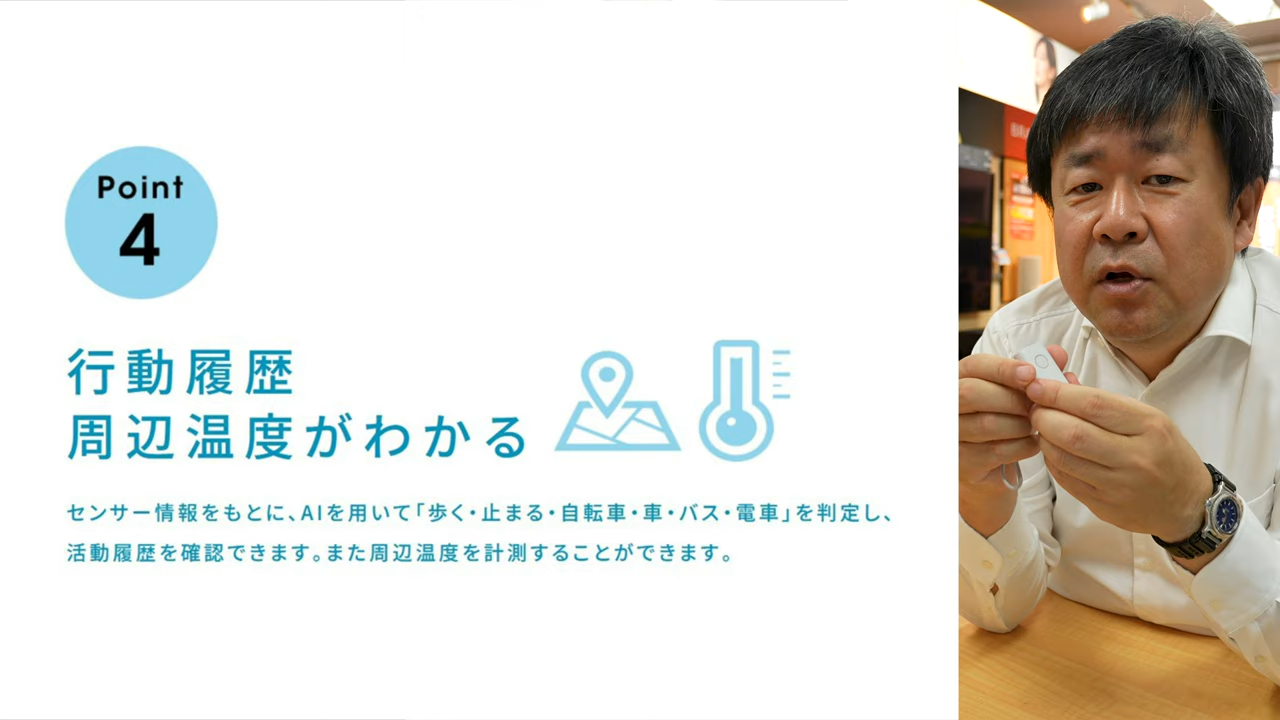 Point
4
行動履歴
周辺温度がわかる
センサー情報をもとに、AIを用いて「歩く・止まる・自転車・車・バス・電車」を判定し、
活動履歴を確認できます。また周辺温度を計測することができます。